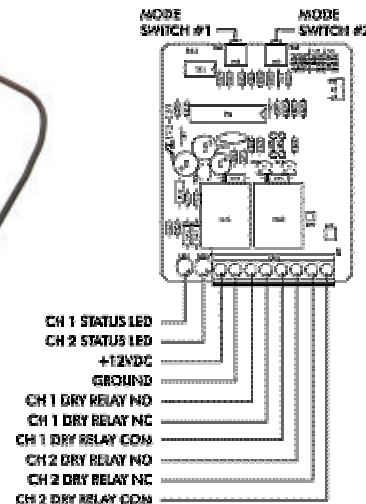 MODE
SWITCH #1
MODE
SWITCH #2
CH 1 STATUS LED
CH 2 STATUS LED
+12VDC
GROUND
CH 1 DRY RELAY NO
CH 1 DRY RELAY NC
CH 1 DRY RELAY COM
CH 2 DRY RELAY NO
CH 2 DRY RELAY NC
CH 2 DRY RELAY COM